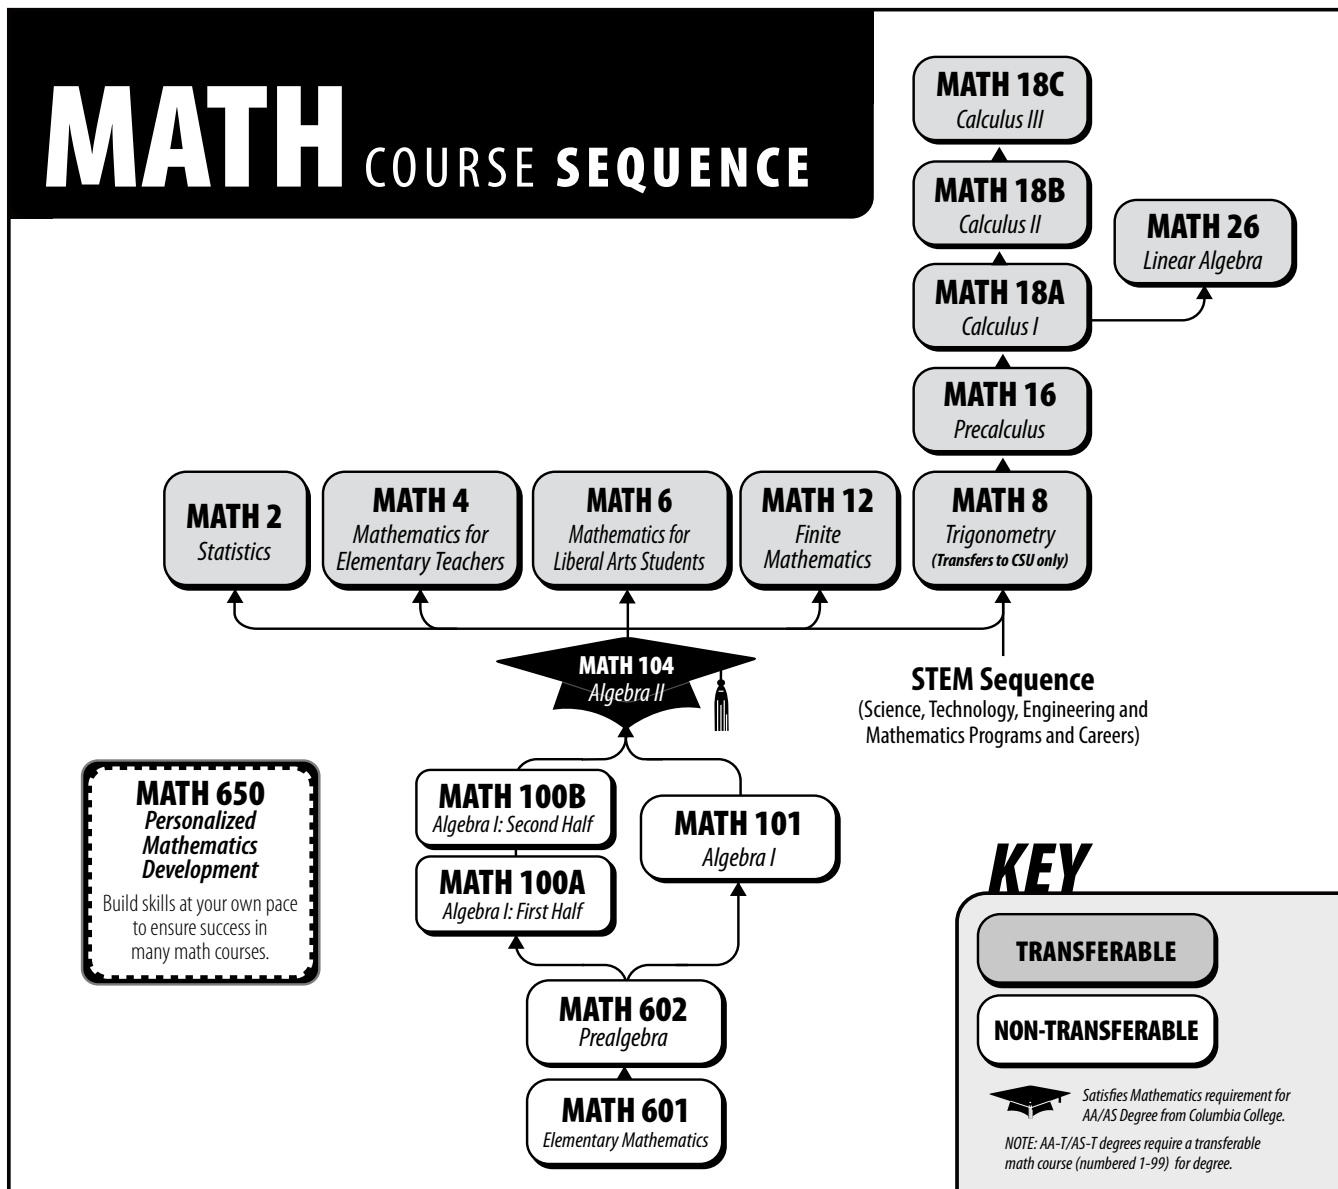 MATH COURSE SEQUENCE
MATH 18C
Calculus III
MATH 18B
Calculus II
MATH 26
Linear Algebra
MATH 18A
Calculus I
MATH 16
Precalculus
MATH 2
Statistics
MATH 4
Mathematics for
Elementary Teachers
MATH 6
Mathematics for
Liberal Arts Students
MATH 12
Finite
Mathematics
MATH 8
Trigonometry
(Transfers to CSU only)
MATH 104
Algebra II
STEM Sequence
(Science, Technology, Engineering and
Mathematics Programs and Careers)
MATH 650
Personalized
Mathematics
Development
Build skills at your own pace
to ensure success in
many math courses.
MATH 100B
Algebra I: Second Half
MATH 100A
Algebra I: First Half
MATH 101
Algebra I
MATH 602
Prealgebra
MATH 601
Elementary Mathematics
KEY
TRANSFERABLE
NON-TRANSFERABLE
Satisfies Mathematics requirement for
AA/AS Degree from Columbia College.
NOTE: AA-T/AS-T degrees require a transferable
math course (numbered 1-99) for degree.